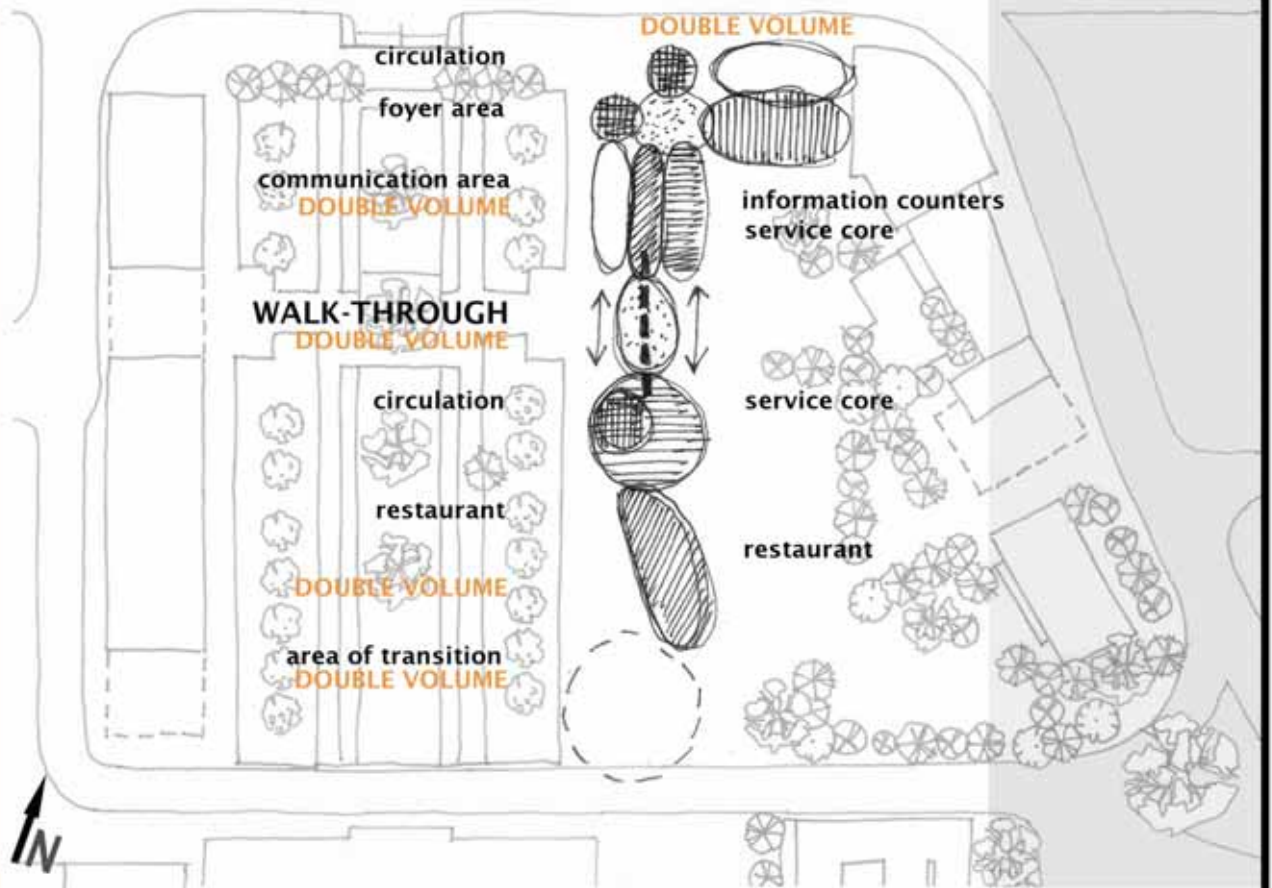 DOUBLE VOLUME
circulation
foyer area
communication area
DOUBLE VOLUME
information counters
service core
WALK-THROUGH
DOUBLE VOLUME
circulation
service core
restaurant
restaurant
DOUBLE VOLUME
area of transition
DOUBLE VOLUME
N